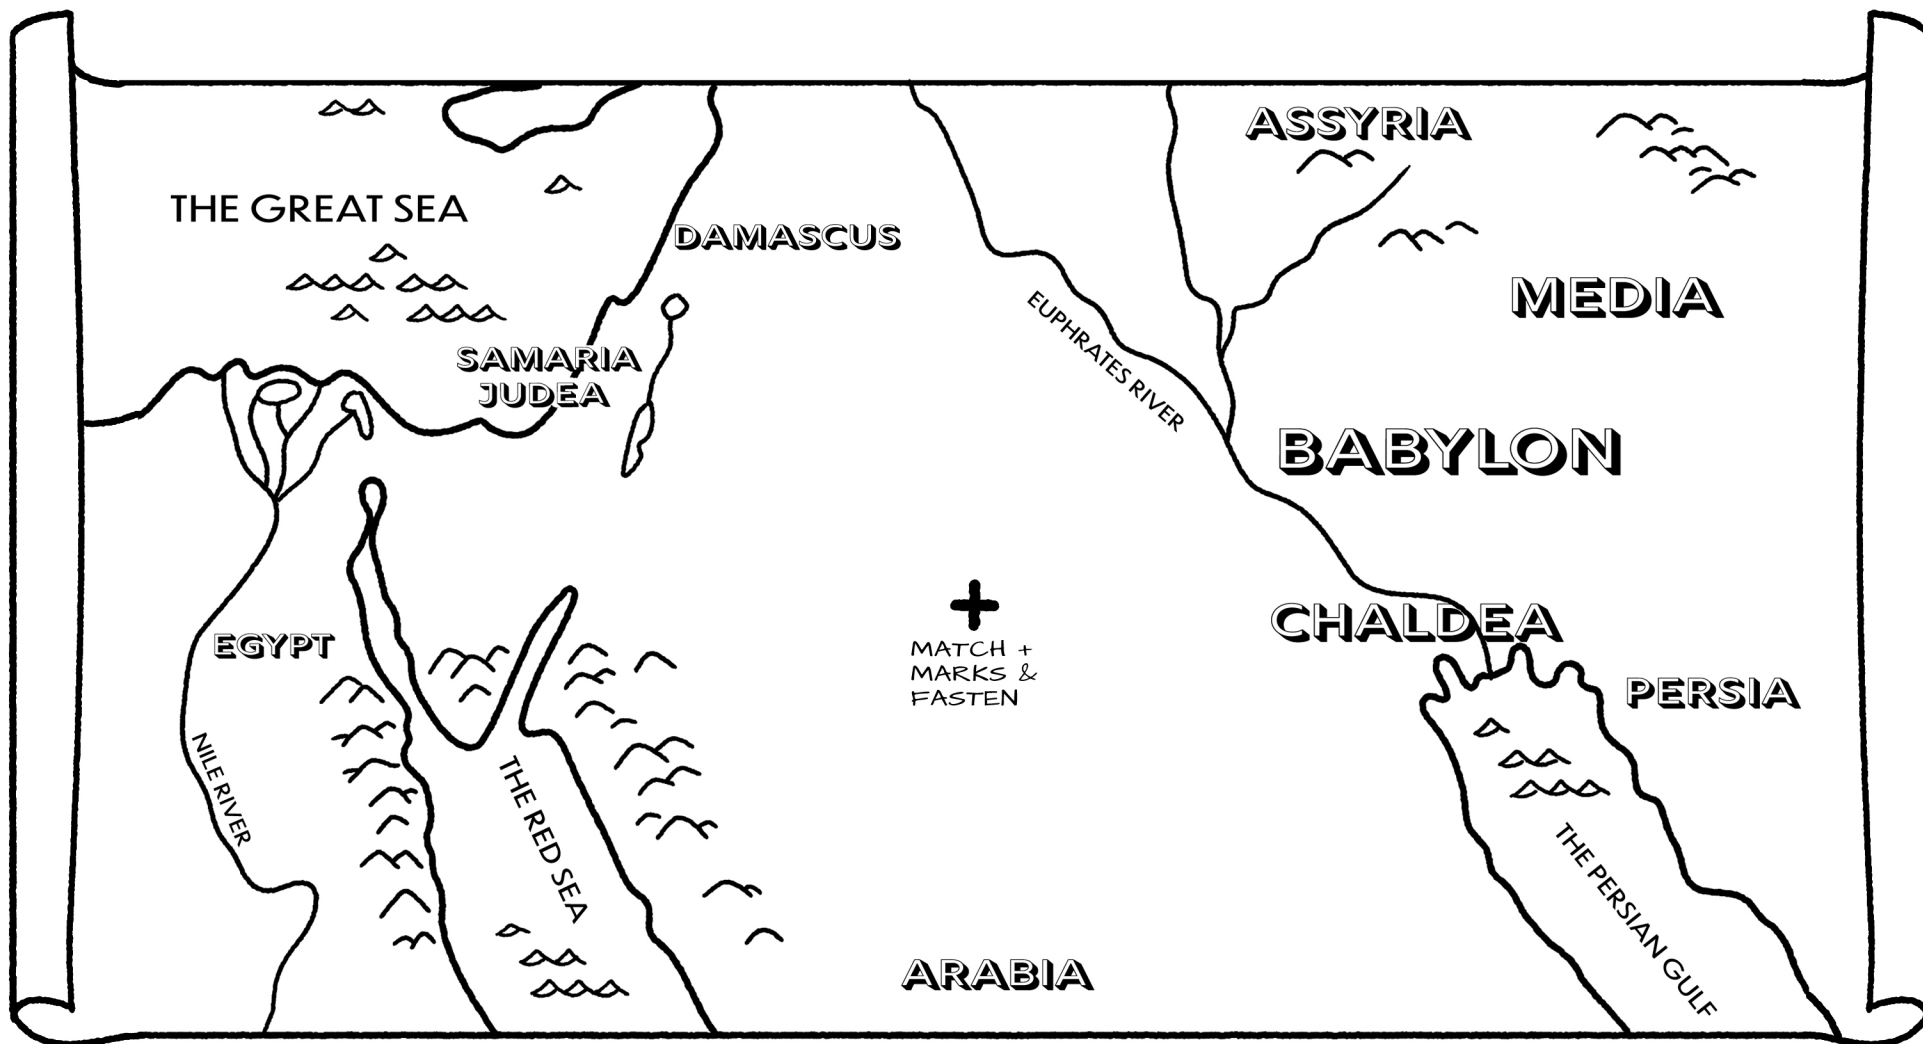 ASSYRIA
THE GREAT SEA
DAMASCUS
MEDIA
EUPHRATES RIVER
SAMARIA
JUDEA
BABYLON
CHALDEA
EGYPT
MATCH +
MARKS &
FASTEN
PERSIA
NILE RIVER
THE RED SEA
THE PERSIAN GULF
ARABIA